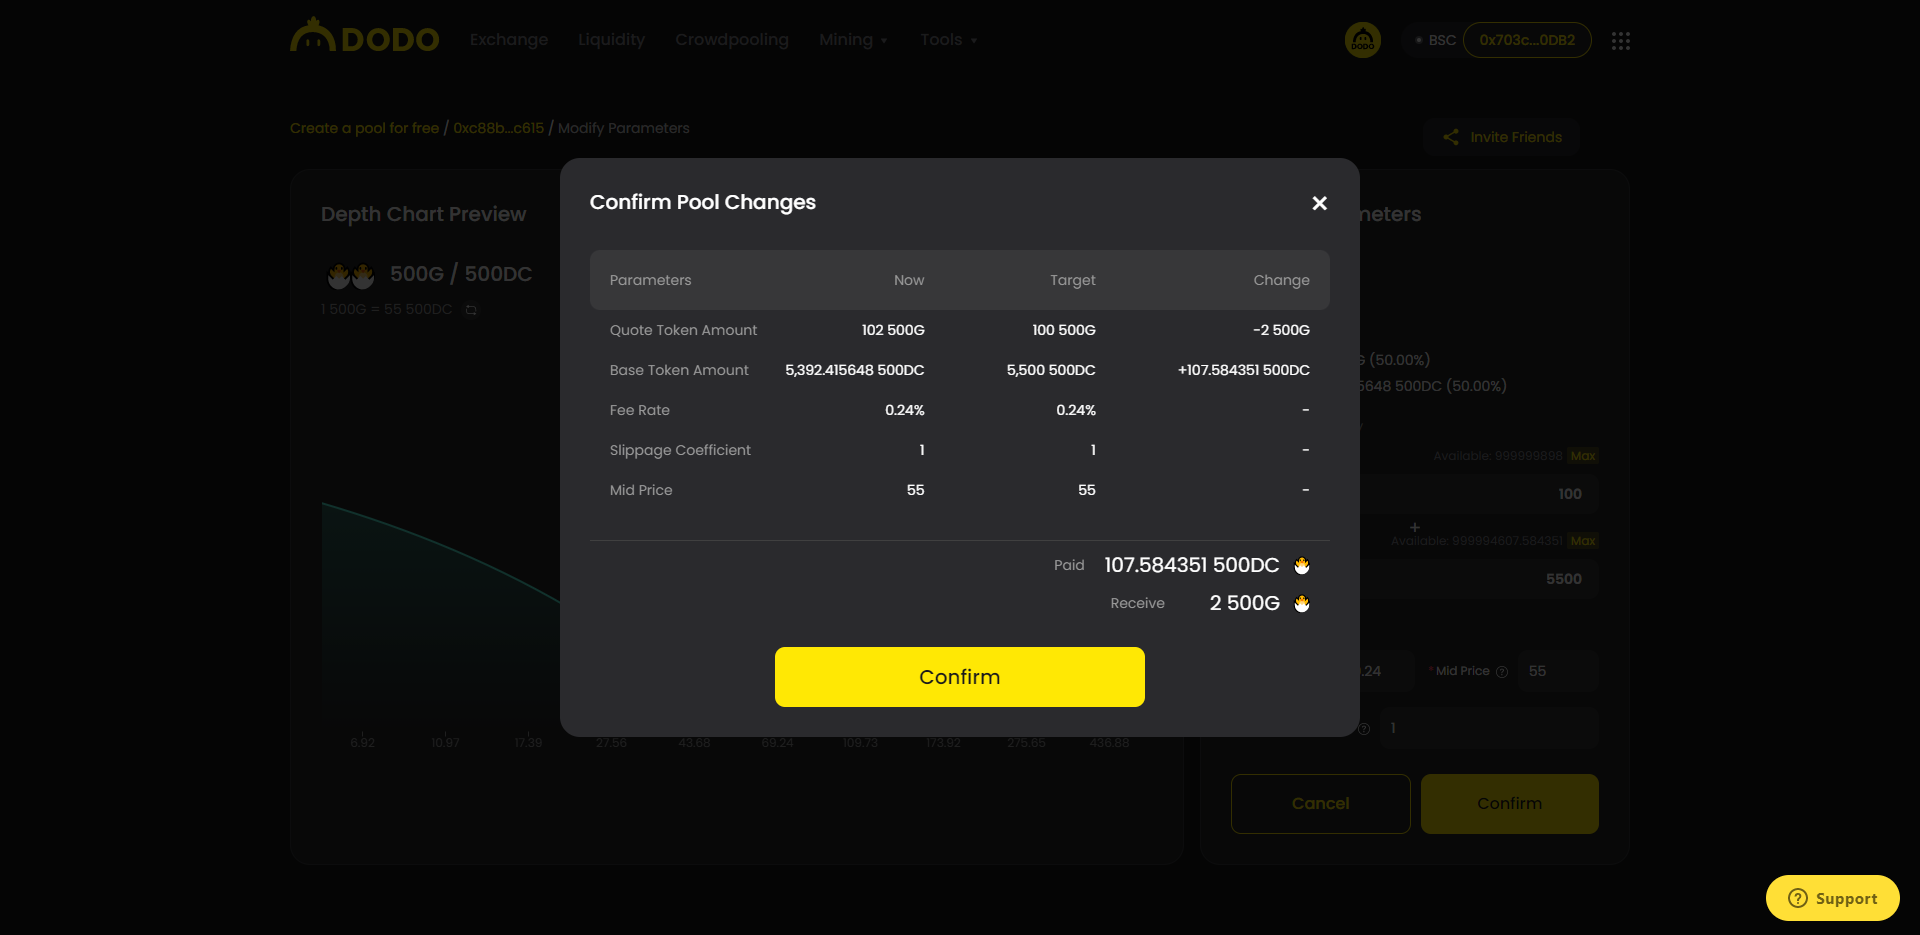 DODO
Exchange Liquidity Crowdpooling Mining Tools
DODO BSC 0x703c...0DB2
Create a pool for free / 0xc88b...c615 / Modify Parameters
Invite Friends
Depth Chart Preview
meters
500G / 500DC
1 500G = 55 500DC
Confirm Pool Changes
Parameters Now Target Change
Quote Token Amount 102 500G 100 500G -2 500G
Base Token Amount 5,392.415648 500DC 5,500 500DC +107.584351 500DC
Fee Rate 0.24% 0.24% -
Slippage Coefficient 1 1 -
Mid Price 55 55 -
Paid 107.584351 500DC
Receive 2 500G
Confirm
G (50.00%)
5648 500DC (50.00%)
Available: 999999898 Max
100
+
Available: 999994607.584351 Max
5500
.24 * Mid Price ? 55
? 1
6.92 10.97 17.39 27.56 43.68 69.24 109.73 173.92 275.65 436.88
Cancel Confirm
? Support